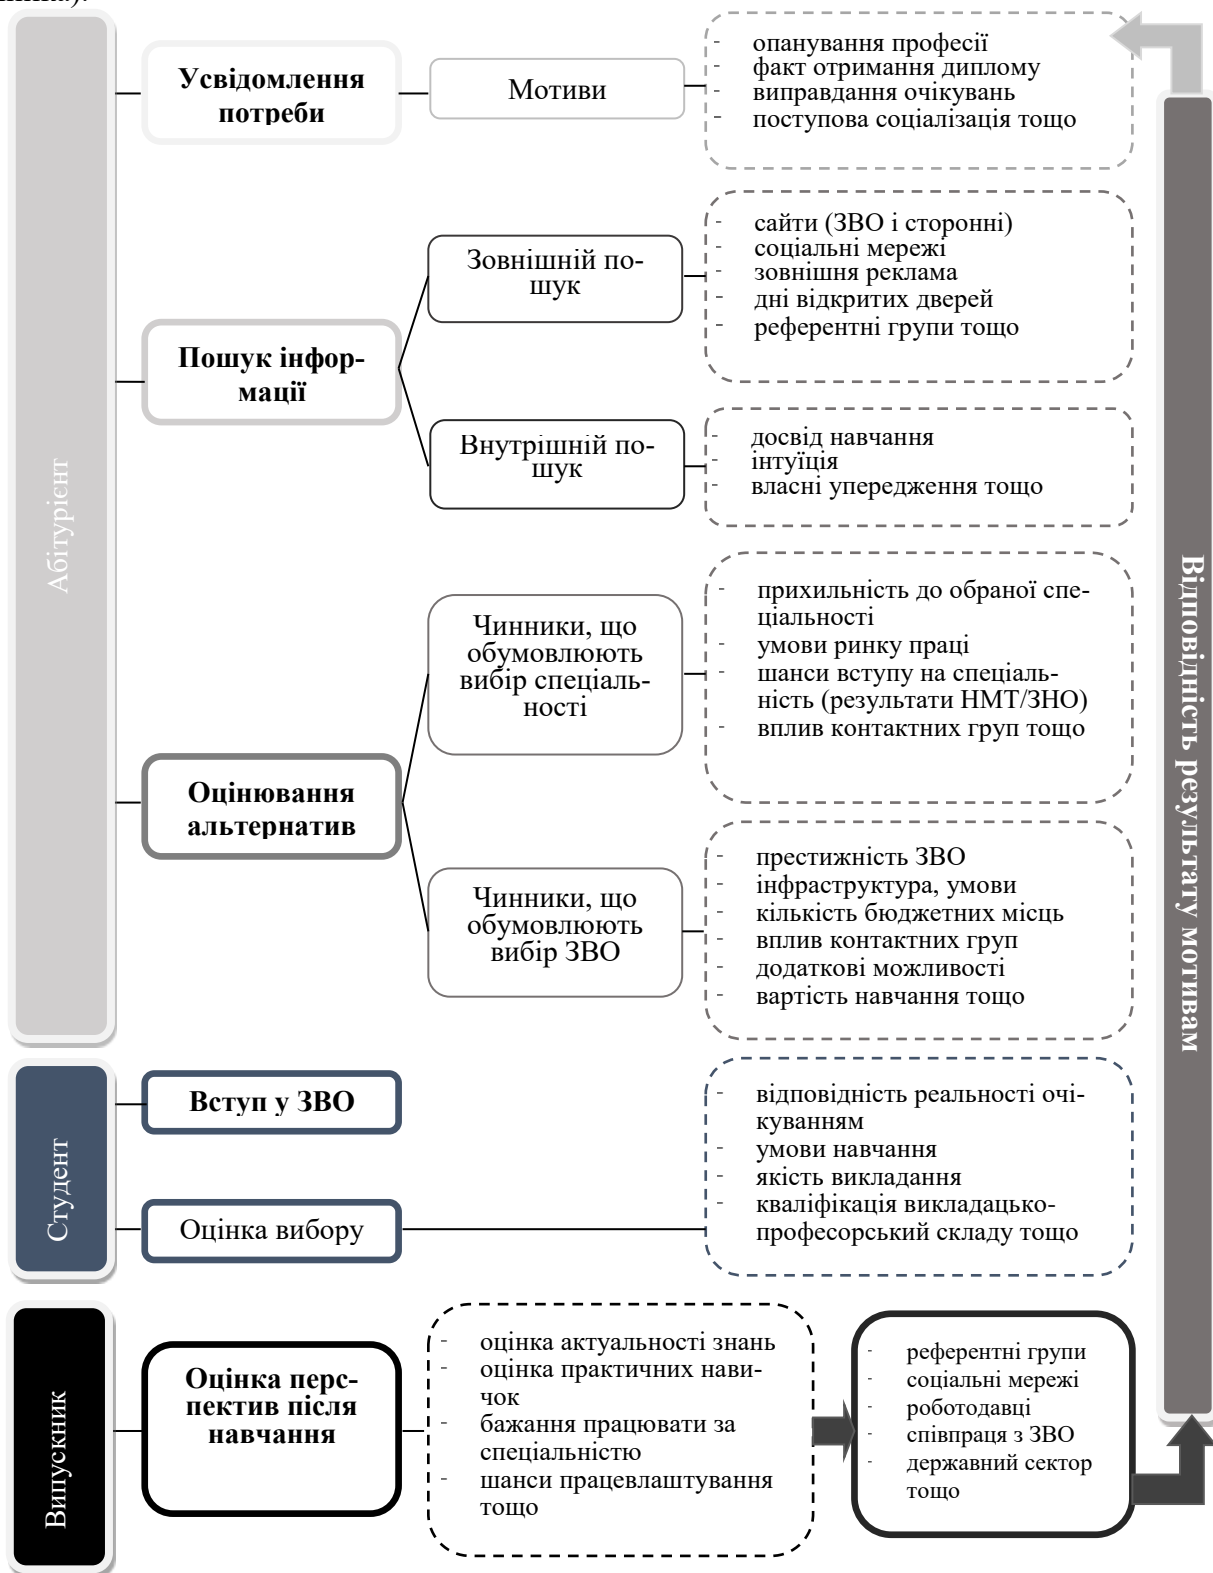 Абітурієнт
Усвідомлення
потреби
Мотиви
- опанування професії
- факт отримання диплому
- виправдання очікувань
- поступова соціалізація тощо
Пошук інфор-
мації
Зовнішній по-
шук
- сайти (ЗВО і сторонні)
- соціальні мережі
- зовнішня реклама
- дні відкритих дверей
- референтні групи тощо
Внутрішній по-
шук
- досвід навчання
- інтуїція
- власні упередження тощо
Оцінювання
альтернатив
Чинники, що
обумовлюють
вибір спеціаль-
ності
- прихильність до обраної спе-
ціальності
- умови ринку праці
- шанси вступу на спеціаль-
ність (результати НМТ/ЗНО)
- вплив контактних груп тощо
Чинники, що
обумовлюють
вибір ЗВО
- престижність ЗВО
- інфраструктура, умови
- кількість бюджетних місць
- вплив контактних груп
- додаткові можливості
- вартість навчання тощо
Студент
Вступ у ЗВО
Оцінка вибору
- відповідність реальності очі-
куванням
- умови навчання
- якість викладання
- кваліфікація викладацько-
професорський складу тощо
Випускник
Оцінка перс-
пектив після
навчання
- оцінка актуальності знань
- оцінка практичних нави-
чок
- бажання працювати за
спеціальністю
- шанси працевлаштування
тощо
- референтні групи
- соціальні мережі
- роботодавці
- співпраця з ЗВО
- державний сектор
тощо
Відповідність результату мотивам